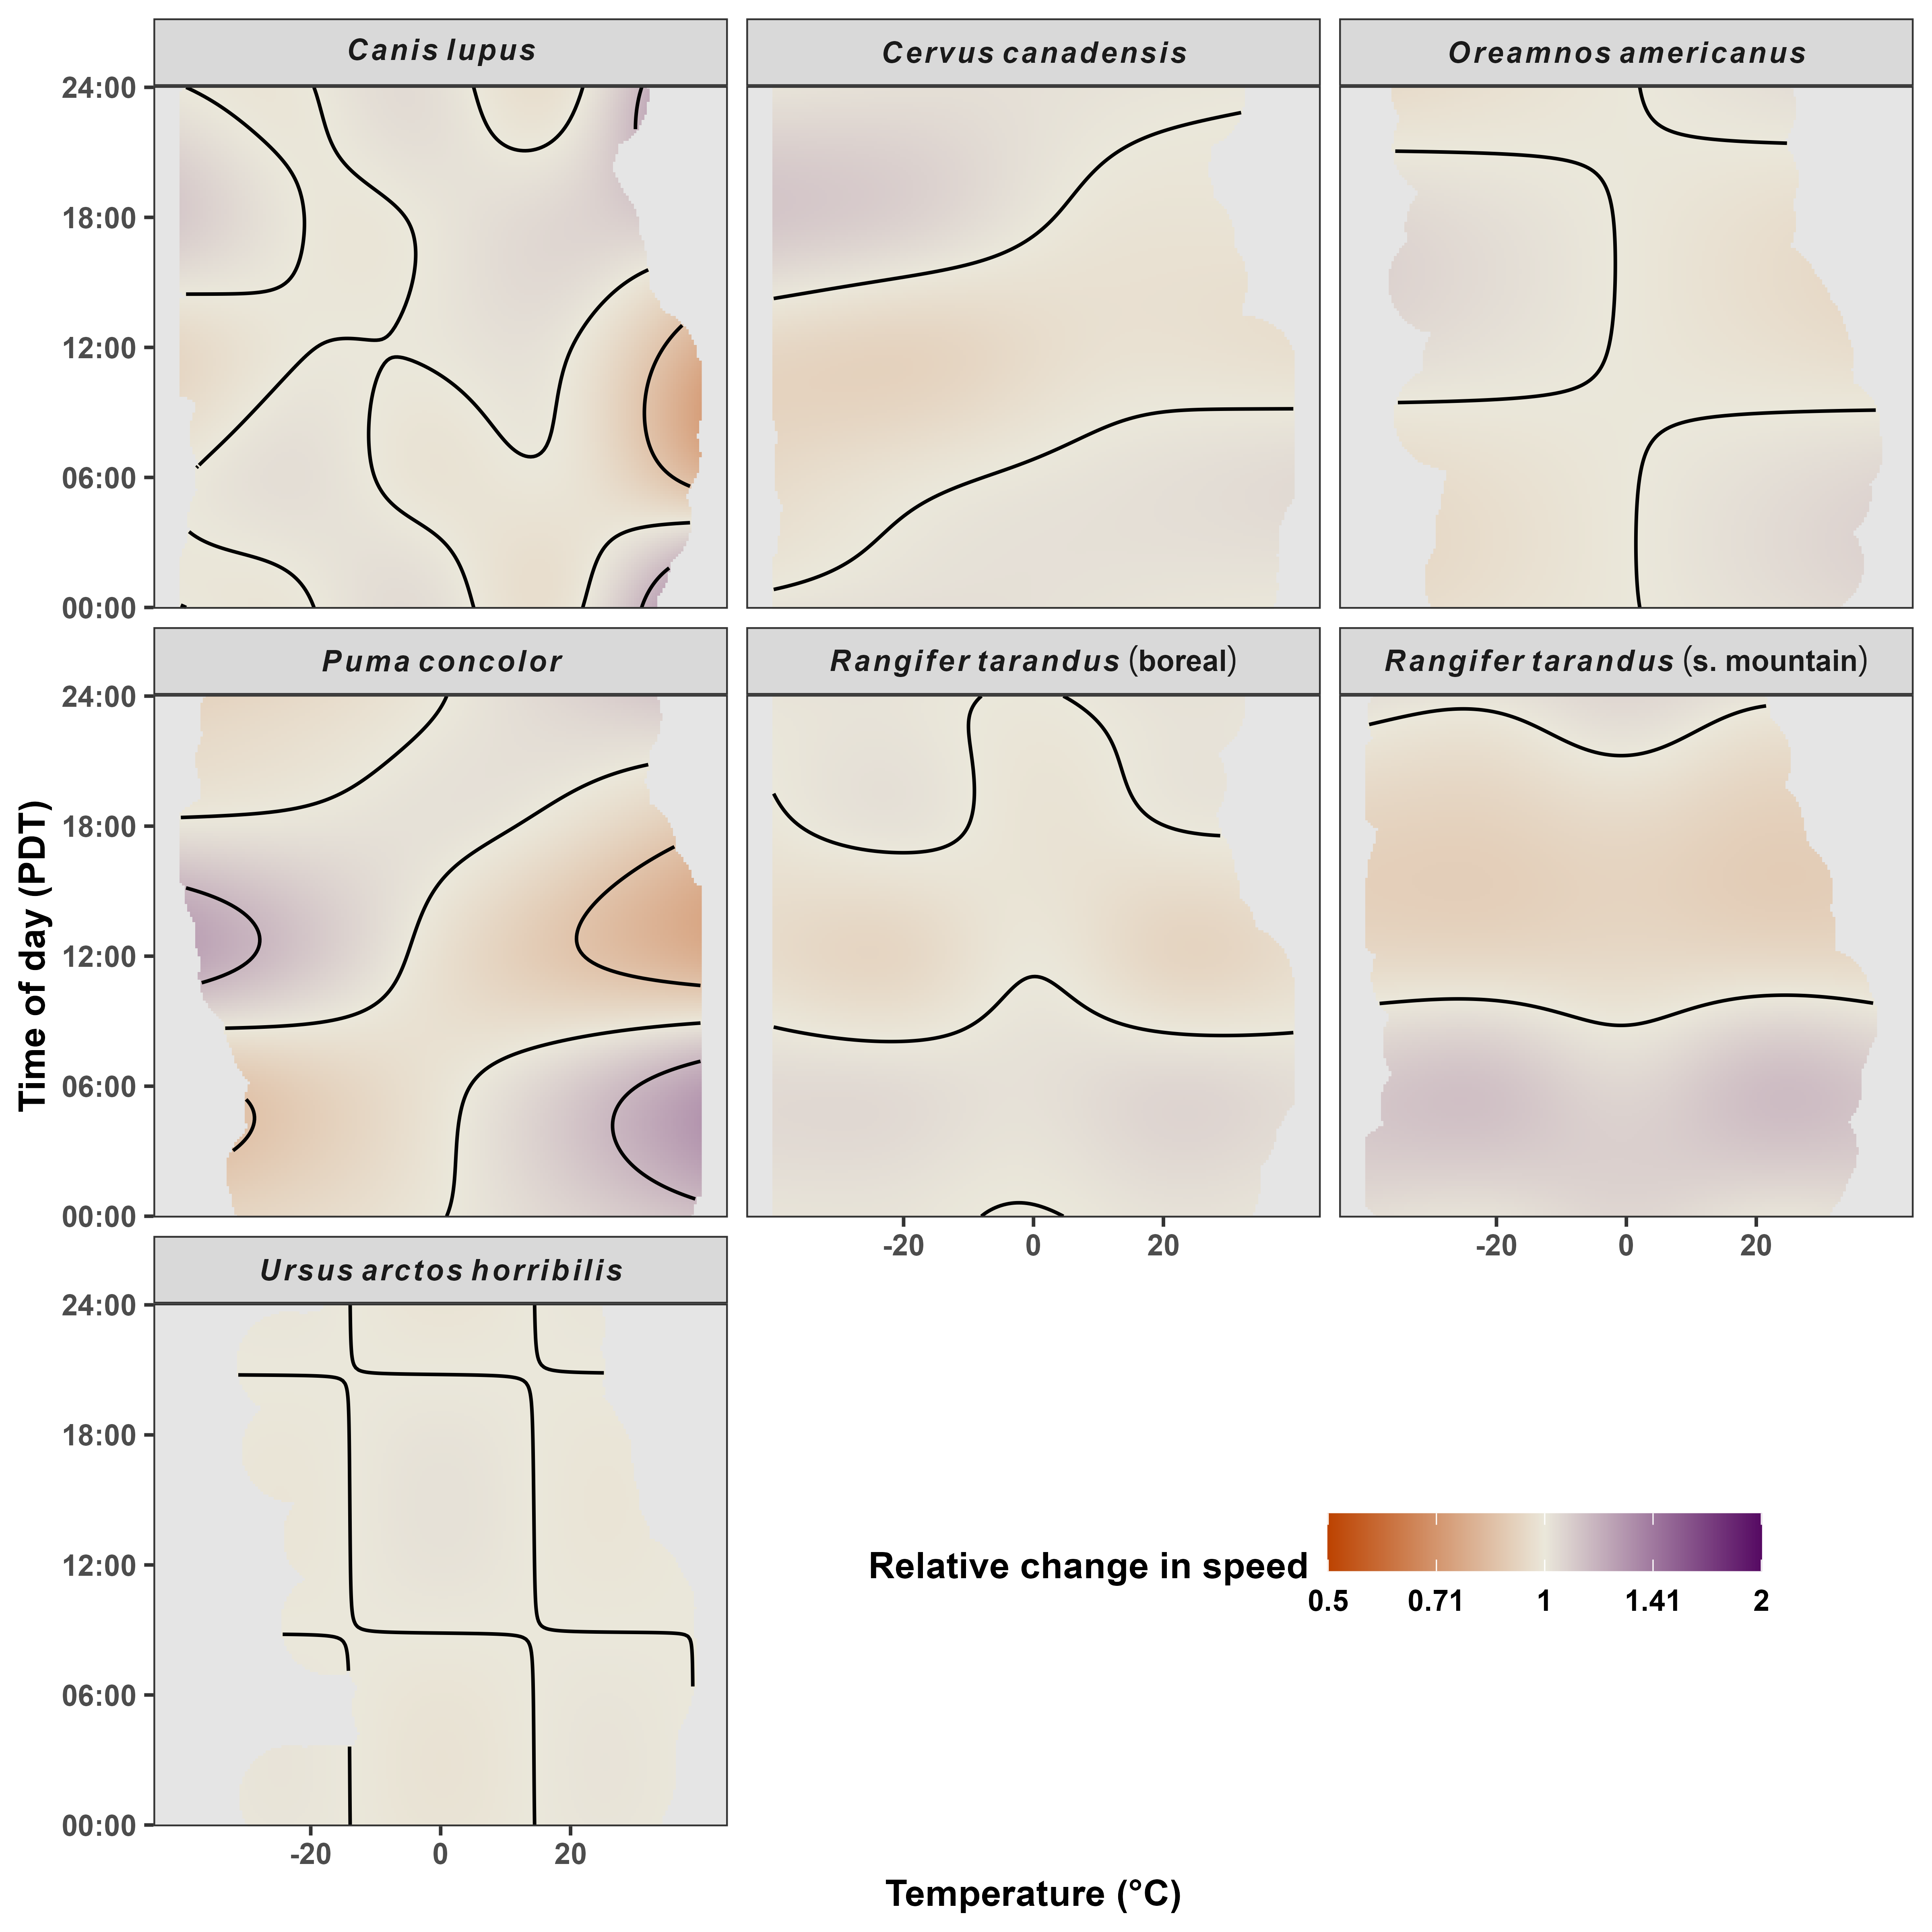 Canis lupus
Cervus canadensis
Oreamnos americanus
24:00
18:00
12:00
06:00
00:00
Puma concolor
Rangifer tarandus (boreal)
Rangifer tarandus (s. mountain)
24:00
18:00
12:00
06:00
00:00
-20 0 20
-20 0 20
Time of day (PDT)
Ursus arctos horribilis
24:00
18:00
12:00
06:00
00:00
-20 0 20
Relative change in speed
0.5 0.71 1 1.41 2
Temperature (°C)